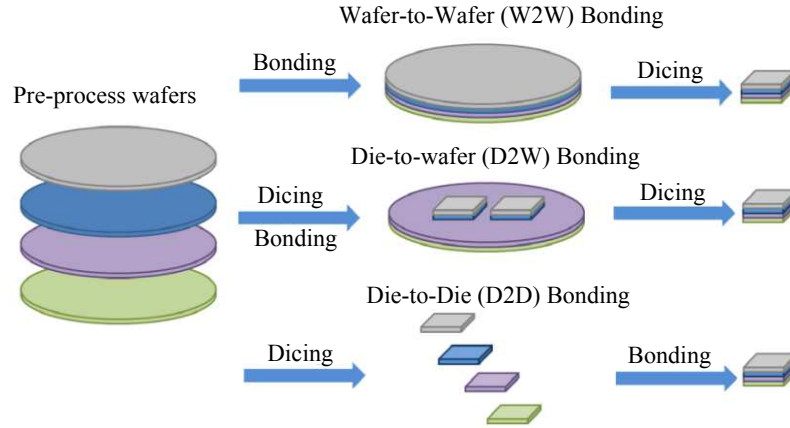 Wafer-to-Wafer (W2W) Bonding
Bonding
Dicing
Pre-process wafers
Die-to-wafer (D2W) Bonding
Dicing
Bonding
Dicing
Die-to-Die (D2D) Bonding
Dicing
Bonding